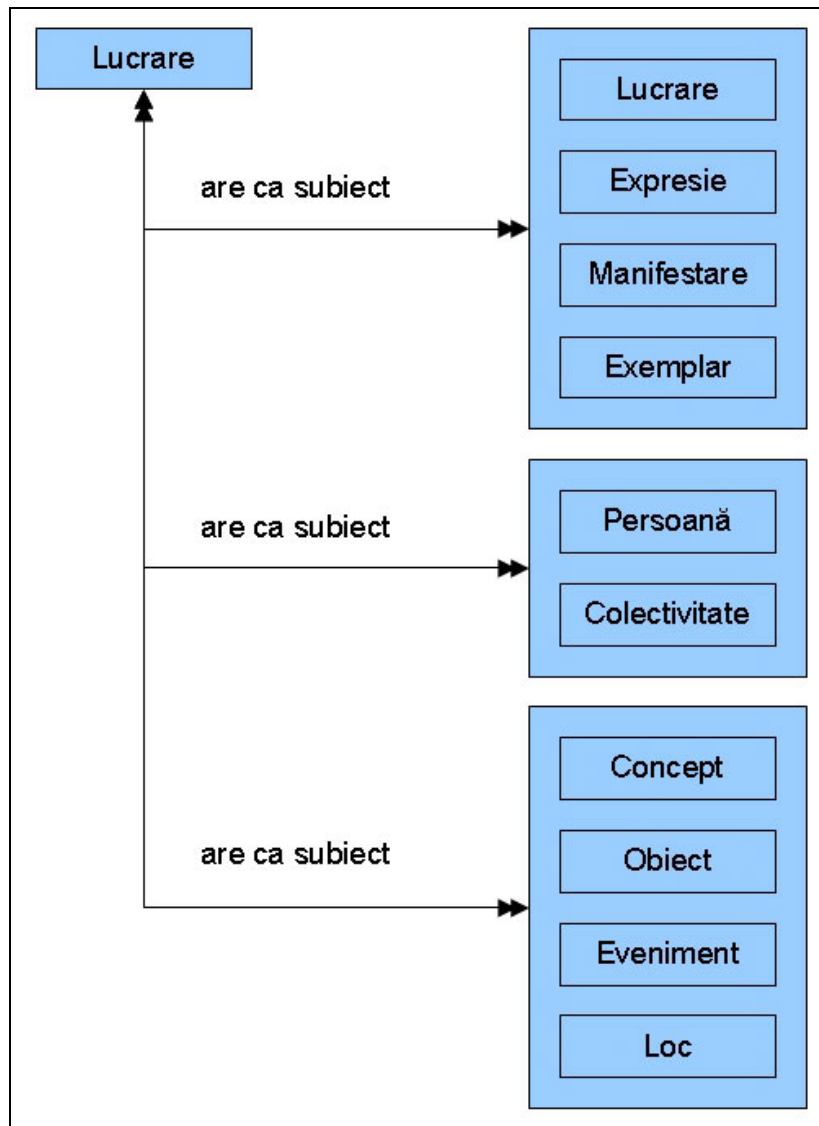 Lucrare
Lucrare
Expresie
are ca subiect
Manifestare
Exemplar
Persoană
are ca subiect
Colectivitate
Concept
Obiect
are ca subiect
Eveniment
Loc